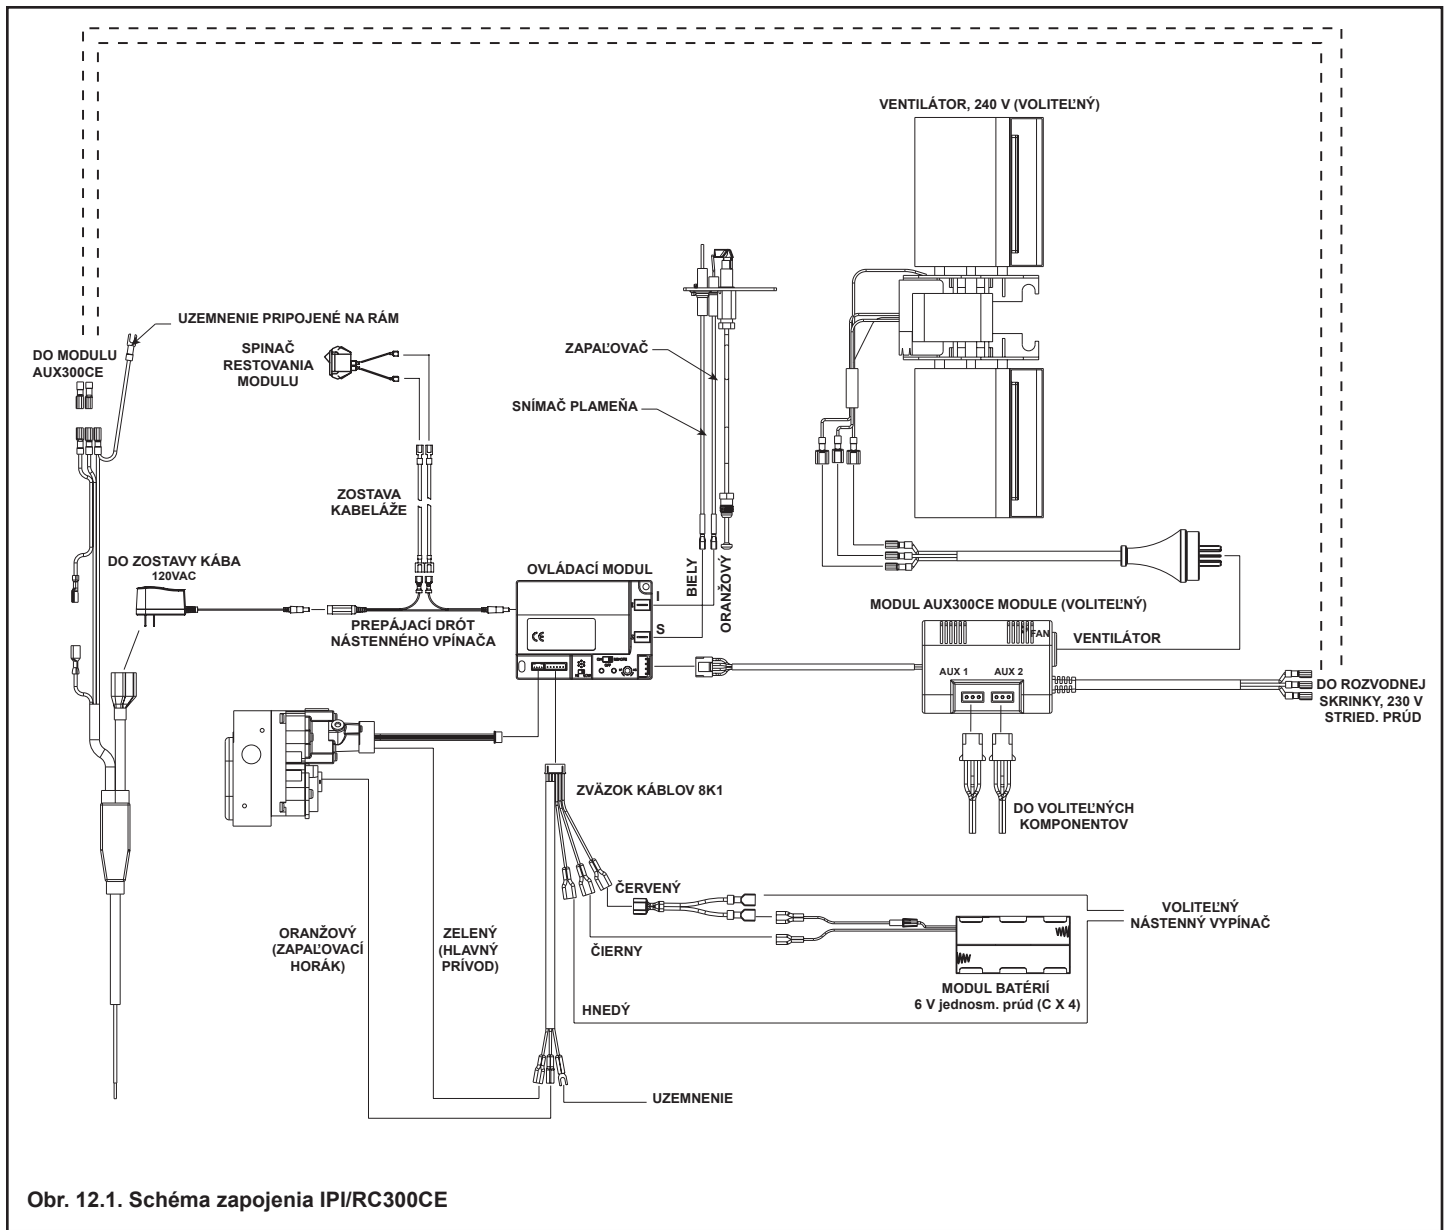 VENTILÁTOR, 240 V (VOLITEĽNÝ)
UZEMNENIE PRIPOJENÉ NA RÁM
DO MODULU
AUX300CE
SPINAČ
RESTOVANIA
MODULU
ZAPAĽOVAČ
SNÍMAČ PLAMEŇA
ZOSTAVA
KABELÁŽE
DO ZOSTAVY KÁBA
120VAC
OVLÁDACÍ MODUL
BIELY
ORANŽOVÝ
I
S
CE
PREPÁJACÍ DRÓT
NÁSTENNÉHO VPÍNAČA
MODUL AUX300CE MODULE (VOLITEĽNÝ)
FAN
VENTILÁTOR
AUX 1
AUX 2
DO ROZVODNEJ
SKRINKY, 230 V
STRIED. PRÚD
ZVÄZOK KÁBLOV 8K1
DO VOLITEĽNÝCH
KOMPONENTOV
ČERVENÝ
VOLITEĽNÝ
NÁSTENNÝ VYPÍNAČ
ORANŽOVÝ
(ZAPAĽOVACÍ
HORÁK)
ZELENÝ
(HLAVNÝ
PRÍVOD)
ČIERNY
MODUL BATÉRIÍ
6 V jednosm. prúd (C X 4)
HNEDÝ
UZEMNENIE
Obr. 12.1. Schéma zapojenia IPI/RC300CE